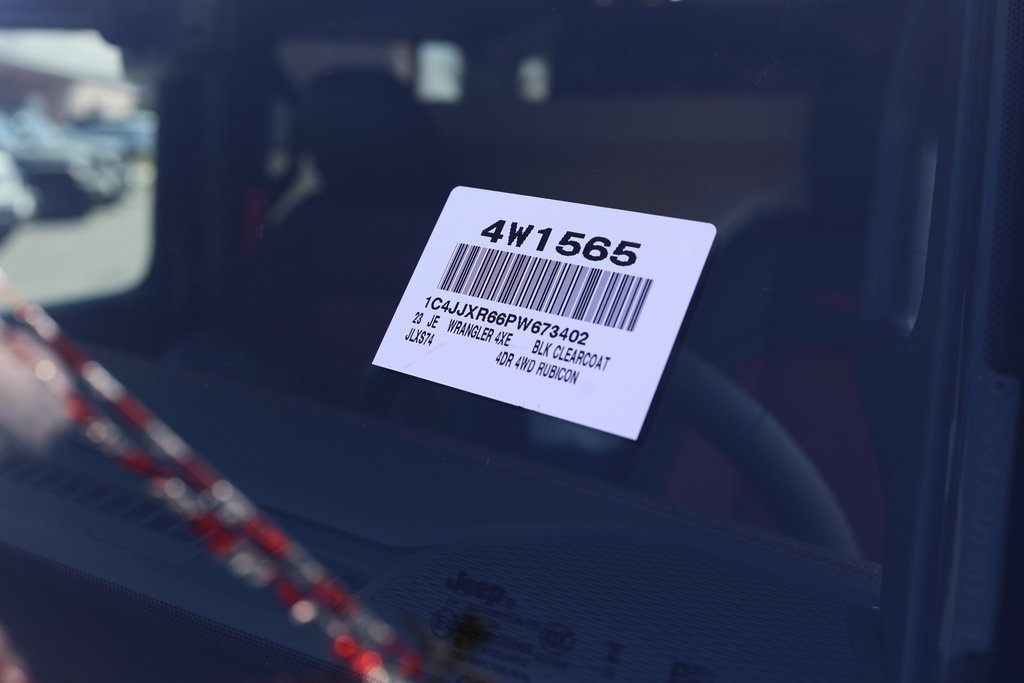 4W1565
1C4JJXR66PW673402
23 JE WRANGLER 4XE BLK CLEARCOAT
JLXS74 4DR 4WD RUBICON
Jeep